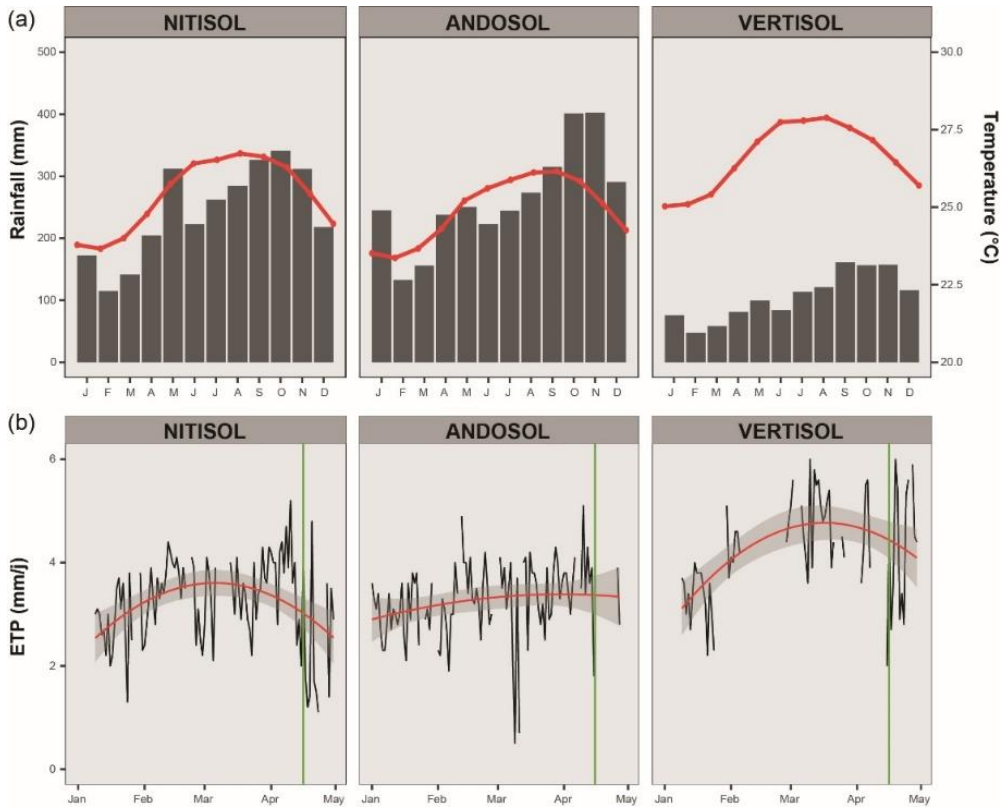 (a)
NITISOL ANDOSOL VERTISOL
Rainfall (mm)
500
400
300
200
100
0
30.0
27.5
25.0
22.5
20.0
Temperature (°C)
J F M A M J J A S O N D J F M A M J J A S O N D J F M A M J J A S O N D
(b)
NITISOL ANDOSOL VERTISOL
ETP (mm/j)
6
4
2
0
Jan Feb Mar Apr May Jan Feb Mar Apr May Jan Feb Mar Apr May